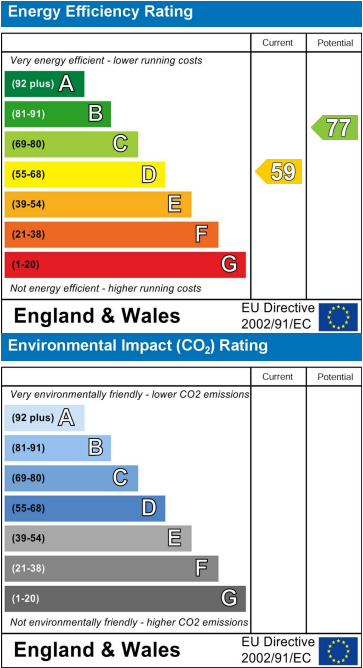 Energy Efficiency Rating
Current Potential
Very energy efficient - lower running costs
(92 plus) A
(81-91) B
(69-80) C
77
(55-68) D
59
(39-54) E
(21-38) F
(1-20) G
Not energy efficient - higher running costs
England & Wales
EU Directive
2002/91/EC
Environmental Impact (CO₂) Rating
Current Potential
Very environmentally friendly - lower CO2 emissions
(92 plus) A
(81-91) B
(69-80) C
(55-68) D
(39-54) E
(21-38) F
(1-20) G
Not environmentally friendly - higher CO2 emissions
England & Wales
EU Directive
2002/91/EC